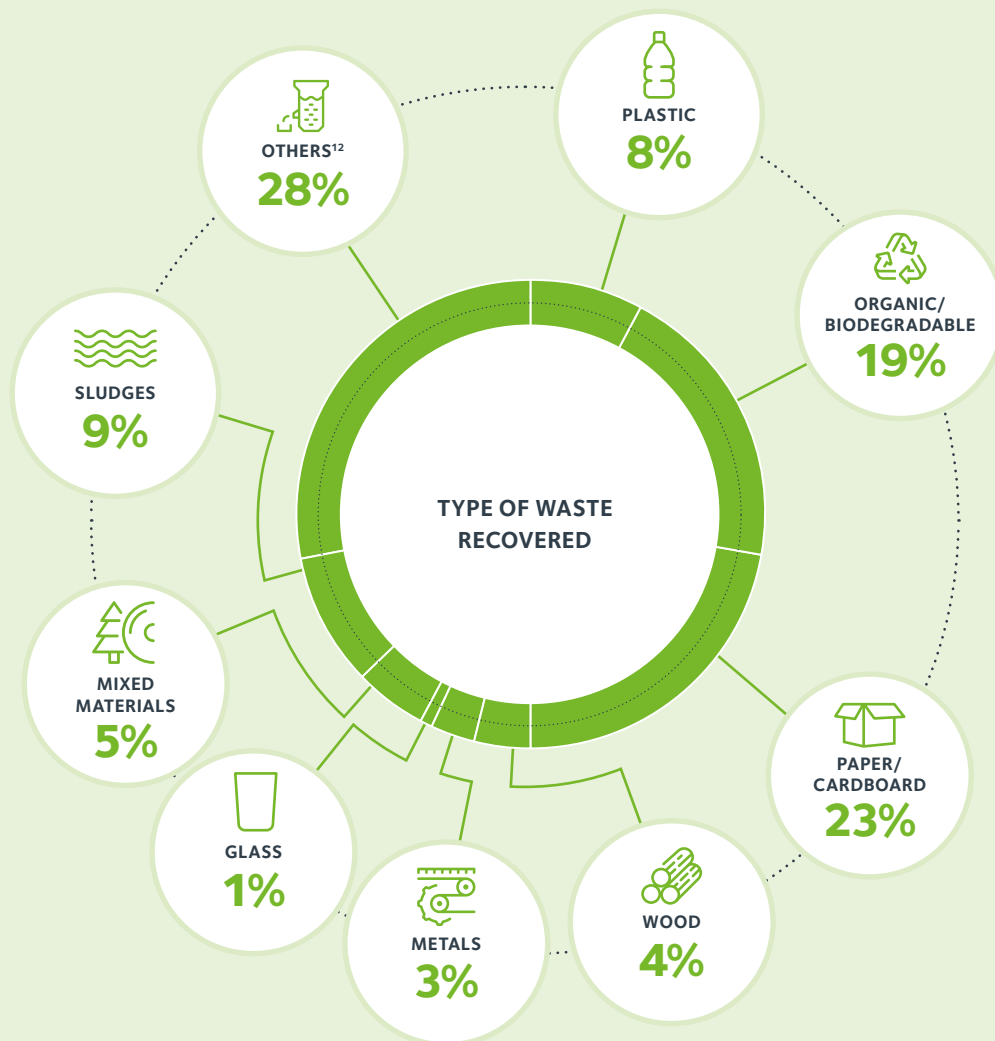 PLASTIC
8%
ORGANIC/
BIODEGRADABLE
19%
PAPER/
CARDBOARD
23%
WOOD
4%
METALS
3%
GLASS
1%
MIXED
MATERIALS
5%
SLUDGES
9%
OTHERS¹²
28%
TYPE OF WASTE
RECOVERED